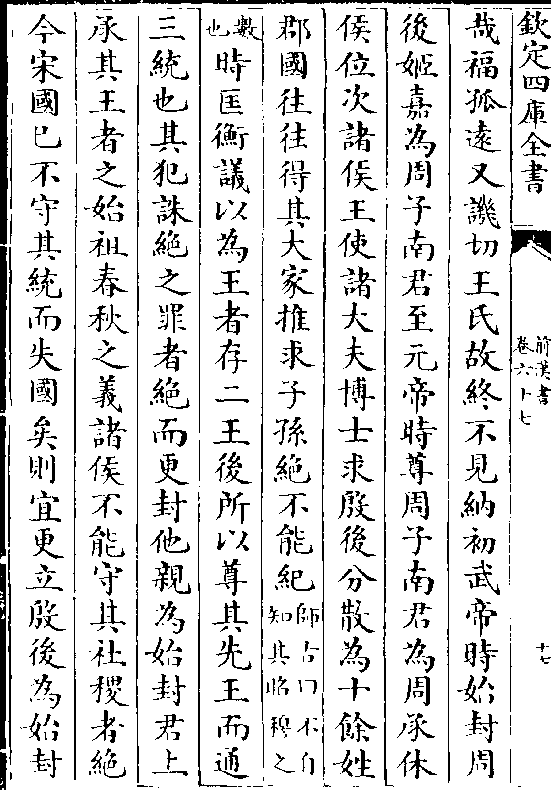 欽定四庫全書
前漢書
卷六十七
十七
哉福孤遠又譏切王氏故終不見納初武帝時始封周
後姬嘉為周子南君至元帝時尊周子南君為周承休
侯位次諸侯王使諸大夫博士求殷後分散為十餘姓
郡國往往得其大家推求子孫絕不能紀師古曰不自知其昭穆之
數也時匡衡議以為王者存二王後所以尊其先王而通
三統也其犯誅絕之罪者絕而更封他親為始封君上
承其王者之始祖春秋之義諸侯不能守其社稷者絕
今宋國已不守其統而失國矣則宜更立殷後為始封